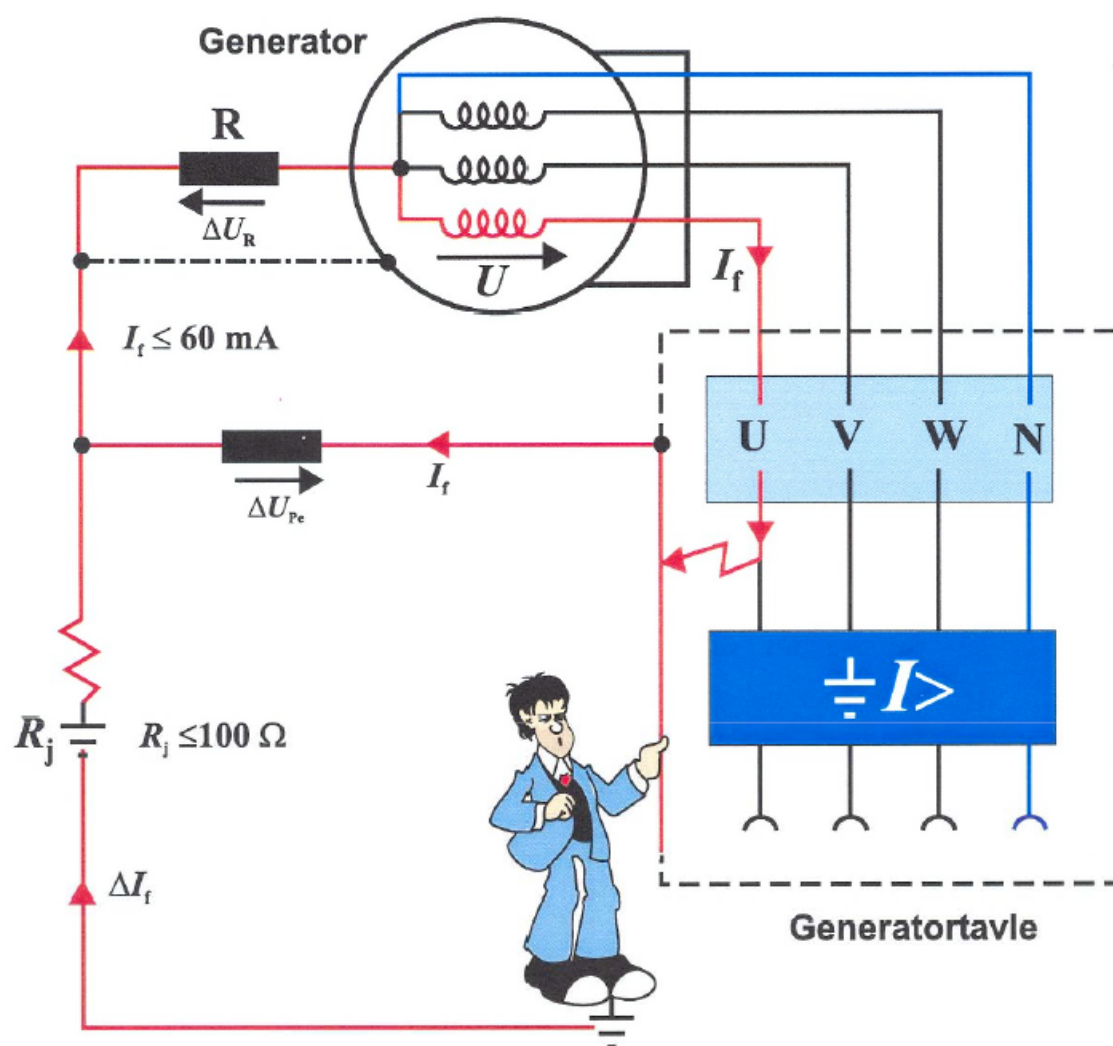 Generator
R
ΔU_R
U
I_f
I_f ≤ 60 mA
U V W N
I_f
ΔU_Pe
I>
R_j
R_j ≤100 Ω
ΔI_f
Generatortavle